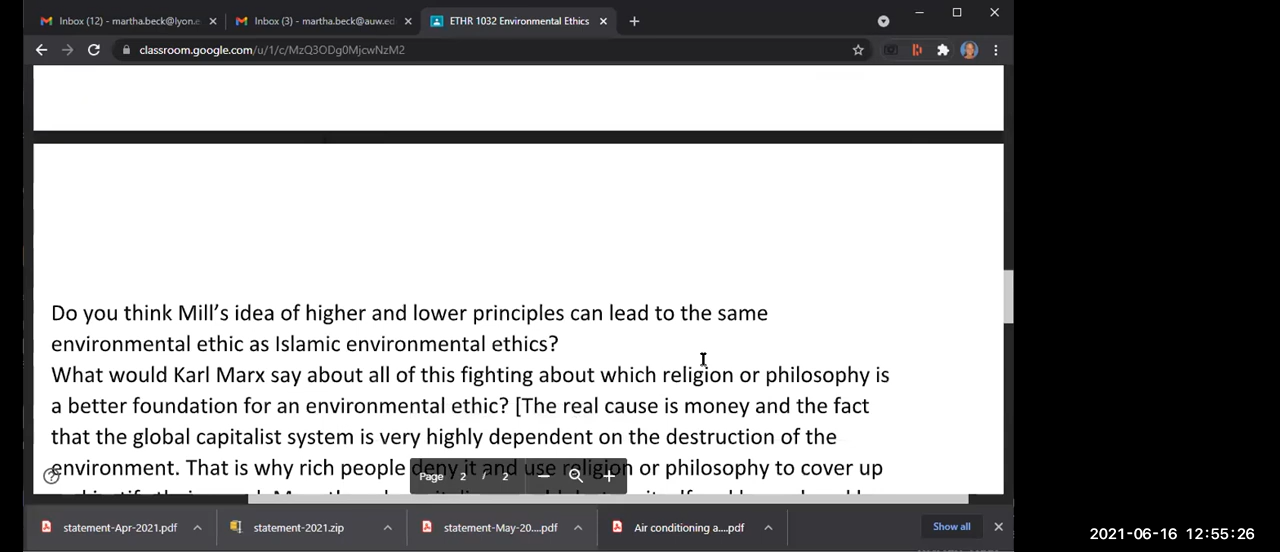 Inbox (12) - martha.beck@lyon.e
Inbox (3) - martha.beck@auw.ed
ETHR 1032 Environmental Ethics
classroom.google.com/u/1/c/MzQ3ODg0MjcwNzM2
Do you think Mill's idea of higher and lower principles can lead to the same
environmental ethic as Islamic environmental ethics?
What would Karl Marx say about all of this fighting about which religion or philosophy is
a better foundation for an environmental ethic? [The real cause is money and the fact
that the global capitalist system is very highly dependent on the destruction of the
environment. That is why rich people deny it and use religion or philosophy to cover up
Page 2 / 2
statement-Apr-2021.pdf
statement-2021.zip
statement-May-20....pdf
Air conditioning a....pdf
Show all
2021-06-16 12:55:26